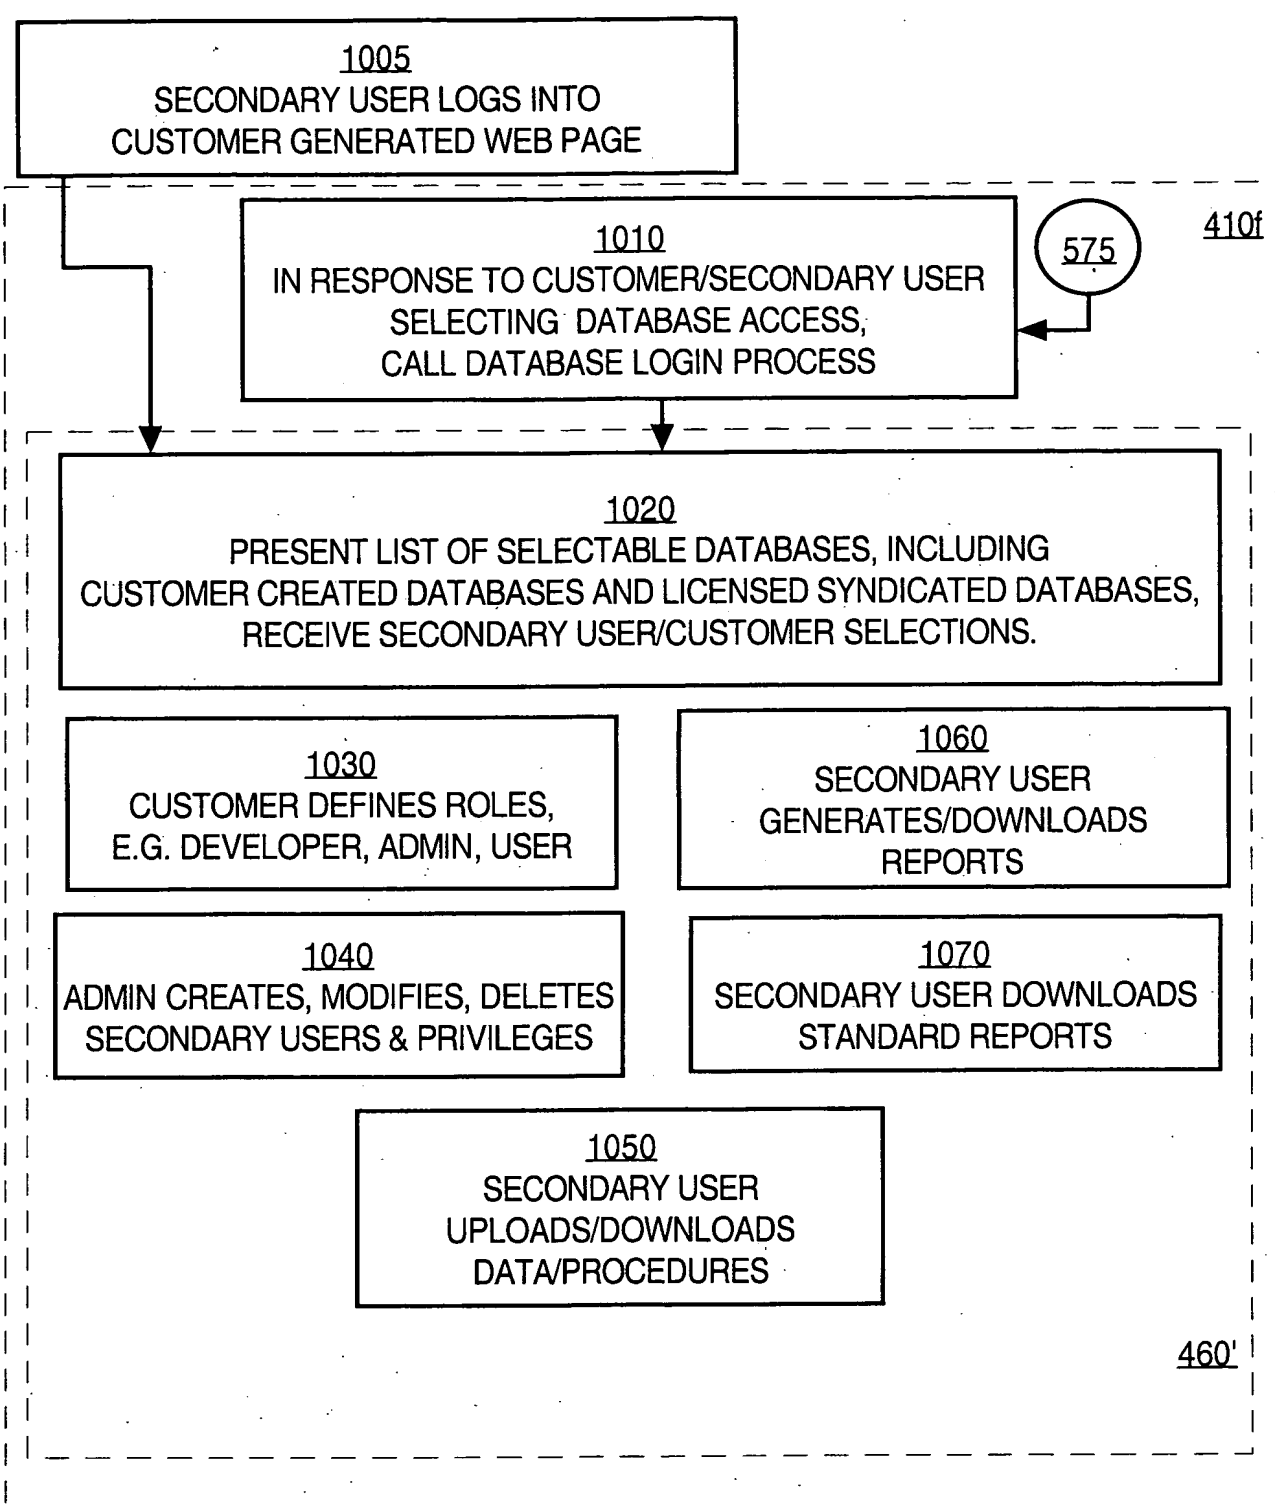 1005
SECONDARY USER LOGS INTO
CUSTOMER GENERATED WEB PAGE
410f
1010
IN RESPONSE TO CUSTOMER/SECONDARY USER
SELECTING DATABASE ACCESS,
CALL DATABASE LOGIN PROCESS
575
1020
PRESENT LIST OF SELECTABLE DATABASES, INCLUDING
CUSTOMER CREATED DATABASES AND LICENSED SYNDICATED DATABASES,
RECEIVE SECONDARY USER/CUSTOMER SELECTIONS.
1030
CUSTOMER DEFINES ROLES,
E.G. DEVELOPER, ADMIN, USER
1060
SECONDARY USER
GENERATES/DOWNLOADS
REPORTS
1040
ADMIN CREATES, MODIFIES, DELETES
SECONDARY USERS & PRIVILEGES
1070
SECONDARY USER DOWNLOADS
STANDARD REPORTS
1050
SECONDARY USER
UPLOADS/DOWNLOADS
DATA/PROCEDURES
460'